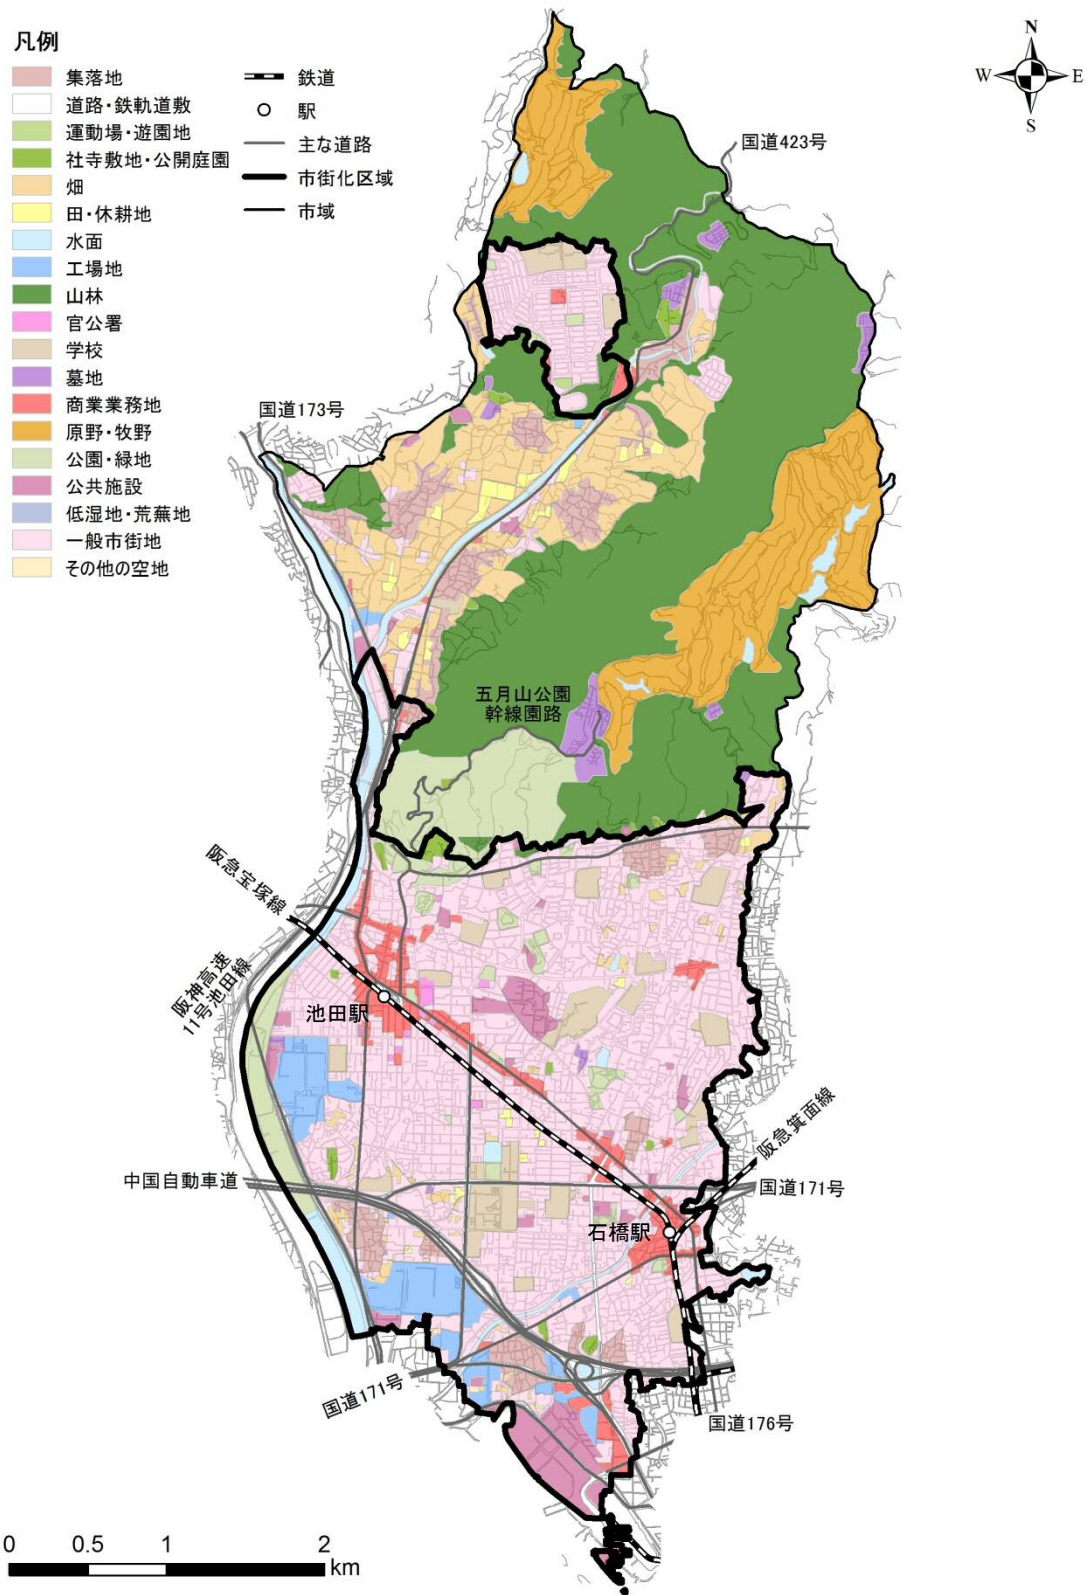 凡例
集落地
道路・鉄軌道敷
運動場・遊園地
社寺敷地・公開庭園
畑
田・休耕地
水面
工場地
山林
官公署
学校
墓地
商業業務地
原野・牧野
公園・緑地
公共施設
低湿地・荒蕪地
一般市街地
その他の空地
鉄道
駅
主な道路
市街化区域
市域
N
W
E
S
国道423号
国道173号
五月山公園
幹線園路
阪急宝塚線
阪神高速
11号池田線
池田駅
阪急箕面線
中国自動車道
国道171号
石橋駅
国道171号
国道176号
0 0.5 1 2
km